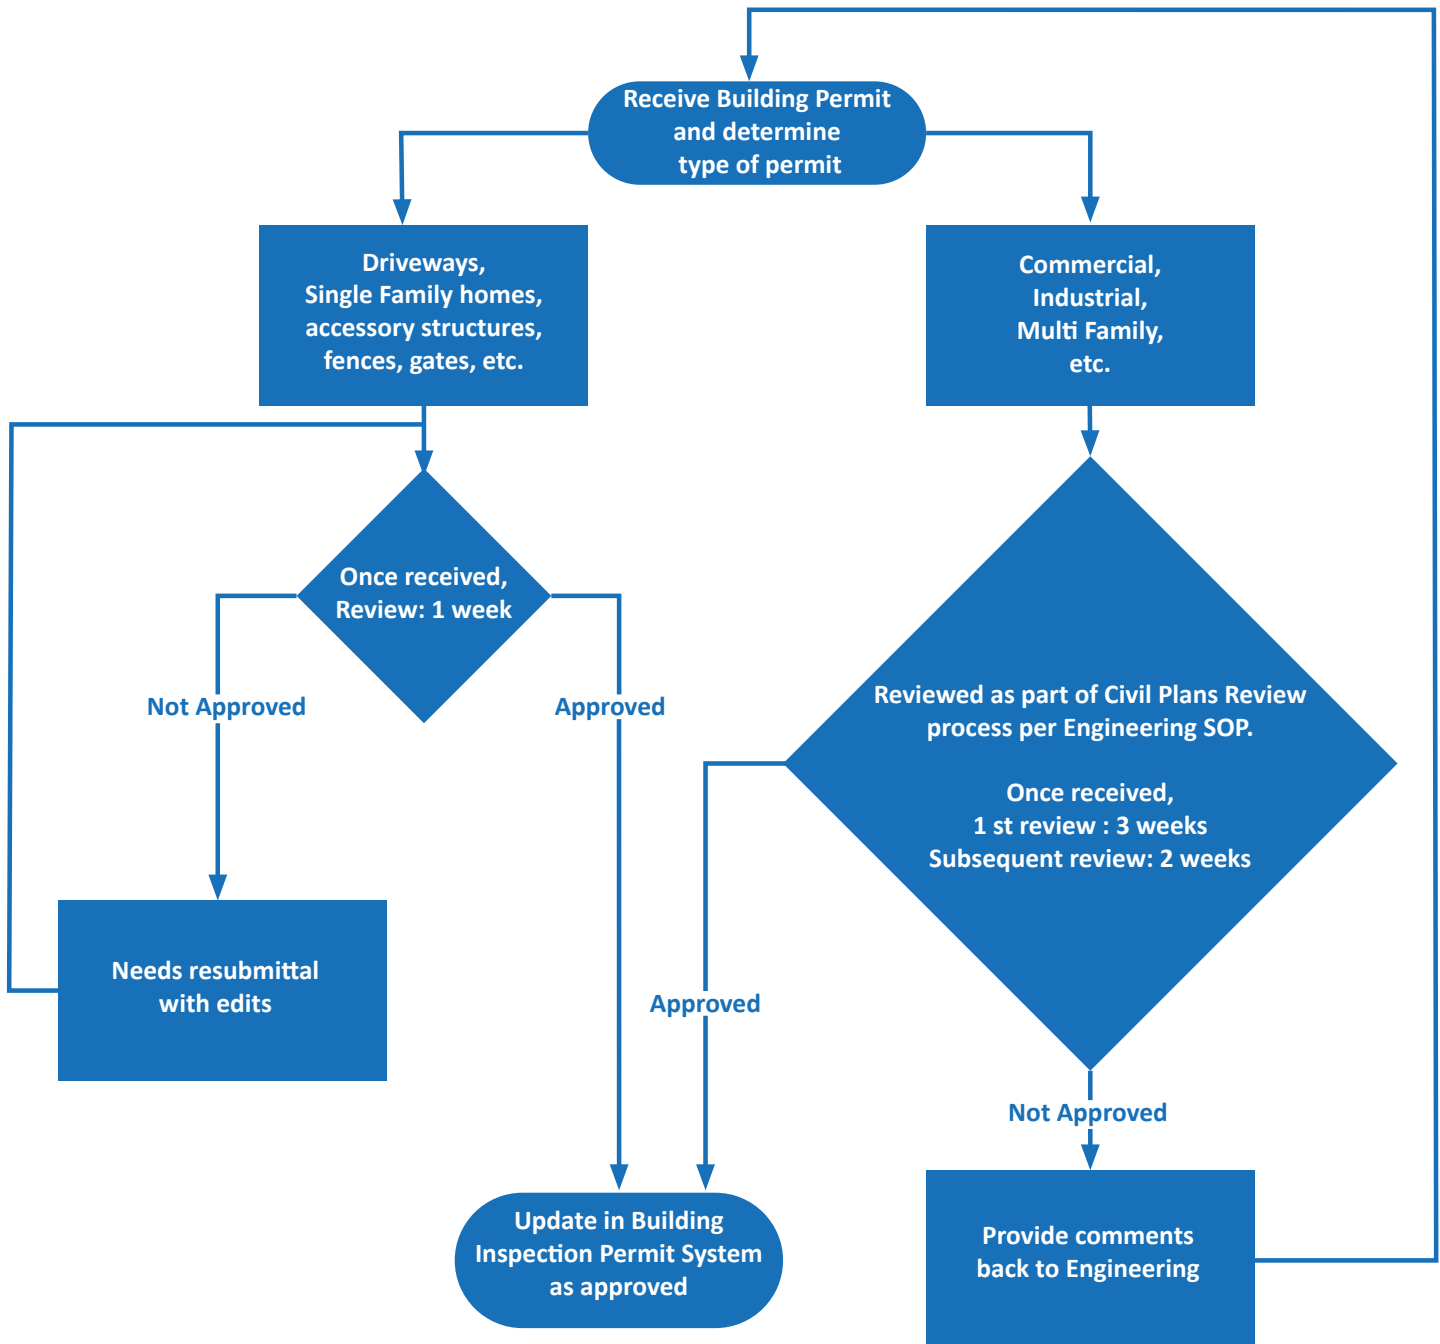 Receive Building Permit
and determine
type of permit
Driveways,
Single Family homes,
accessory structures,
fences, gates, etc.
Commercial,
Industrial,
Multi Family,
etc.
Once received,
Review: 1 week
Not Approved
Approved
Reviewed as part of Civil Plans Review
process per Engineering SOP.
Once received,
1 st review : 3 weeks
Subsequent review: 2 weeks
Needs resubmittal
with edits
Approved
Not Approved
Update in Building
Inspection Permit System
as approved
Provide comments
back to Engineering